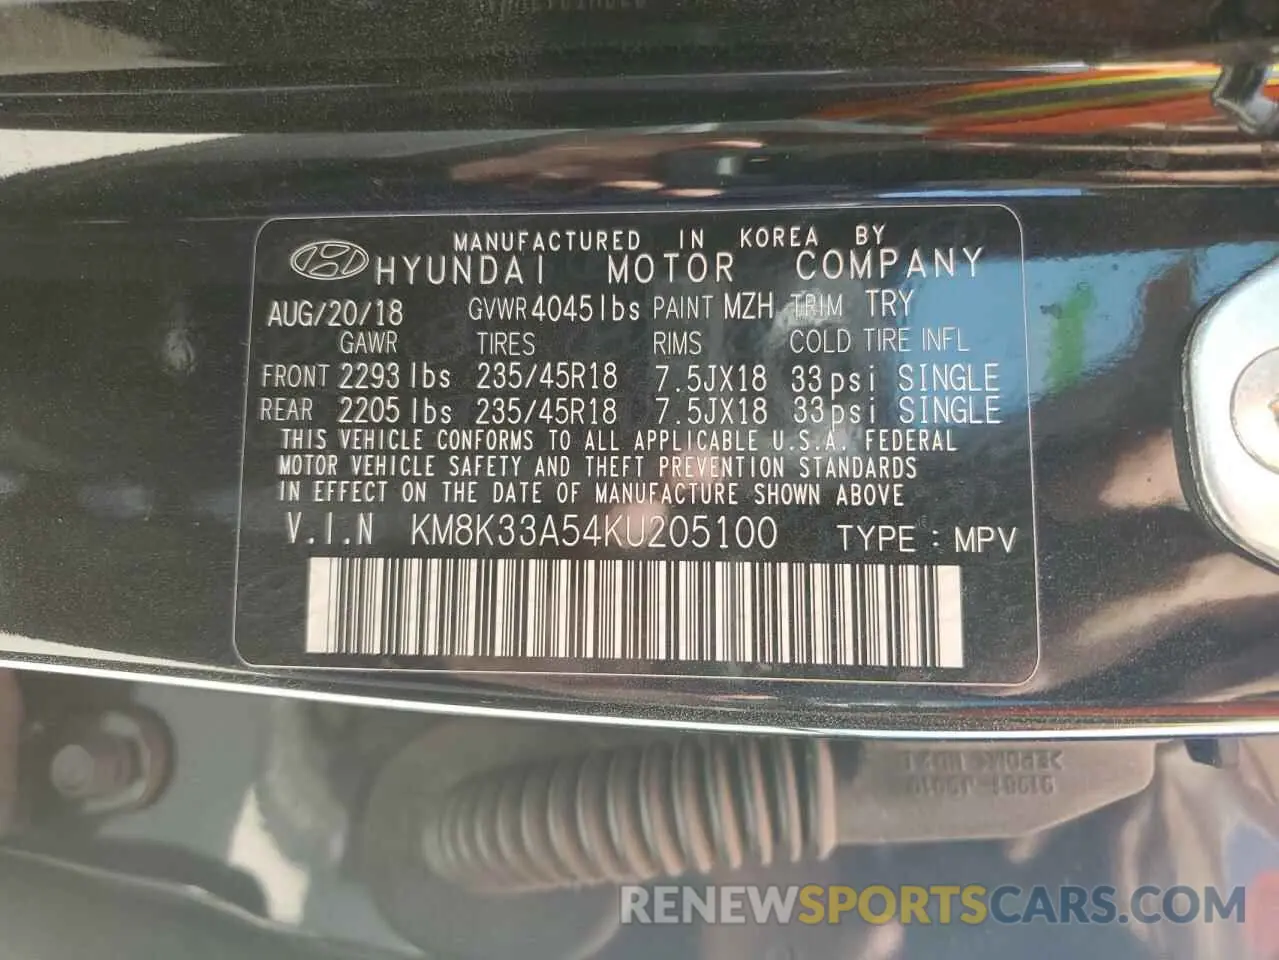 MANUFACTURED IN KOREA BY
HYUNDAI MOTOR COMPANY
AUG/20/18 GVWR 4045lbs PAINT MZH TRIM TRY
GAWR TIRES RIMS COLD TIRE INFL
FRONT 2293 lbs 235/45R18 7.5JX18 33psi SINGLE
REAR 2205 lbs 235/45R18 7.5JX18 33psi SINGLE
THIS VEHICLE CONFORMS TO ALL APPLICABLE U.S.A. FEDERAL
MOTOR VEHICLE SAFETY AND THEFT PREVENTION STANDARDS
IN EFFECT ON THE DATE OF MANUFACTURE SHOWN ABOVE
V.I.N KM8K33A54KU205100 TYPE : MPV
RENEWSPORTSCARS.COM